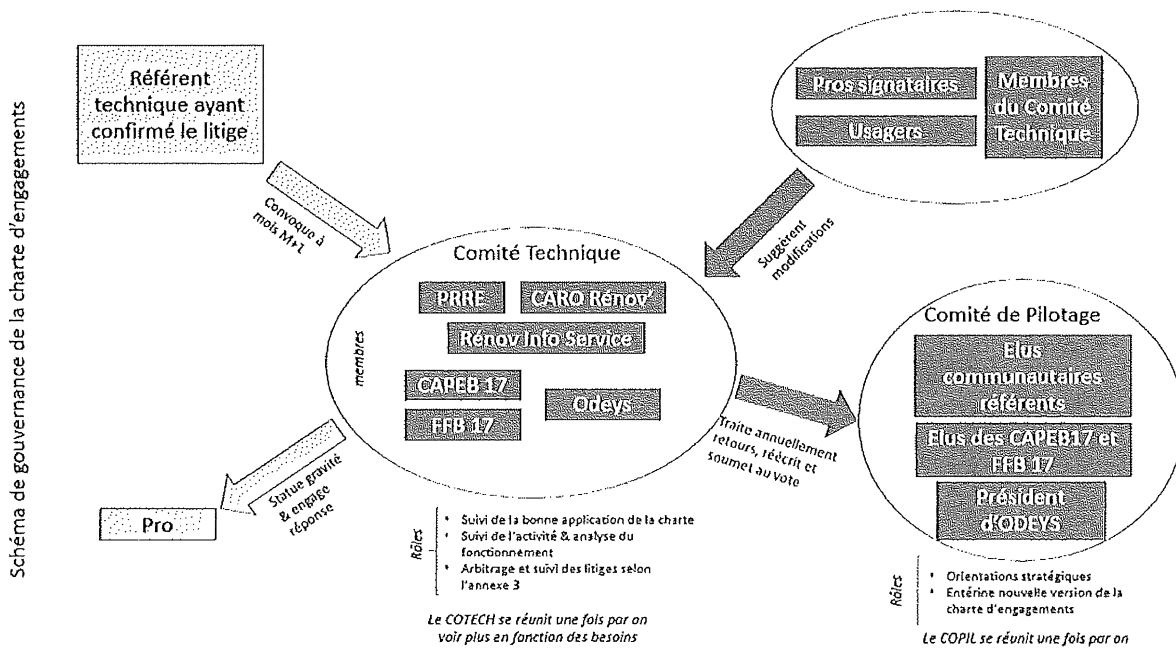 Schéma de gouvernance de la charte d'engagements
Référent
technique ayant
confirmé le litige
Convoque à
mois M+1
Pros signataires
Usagers
Membres
du Comité
Technique
Suggèrent
modifications
Comité Technique
membres
PRRE
CARO Rénov'
Rénov Info Service
CAPEB 17
FFB 17
Odeys
Statue gravité
& engage
réponse
Pro
Traite annuellement
retours, réécrit et
soumet au vote
Comité de Pilotage
Elus
communautaires
référents
Elus des CAPEB17 et
FFB 17
Président
d'ODEYS
Rôles
• Suivi de la bonne application de la charte
• Suivi de l'activité & analyse du
fonctionnement
• Arbitrage et suivi des litiges selon
l'annexe 3
Le COTECH se réunit une fois par an
voir plus en fonction des besoins
Rôles
• Orientations stratégiques
• Entérine nouvelle version de la
charte d'engagements
Le COPIL se réunit une fois par an